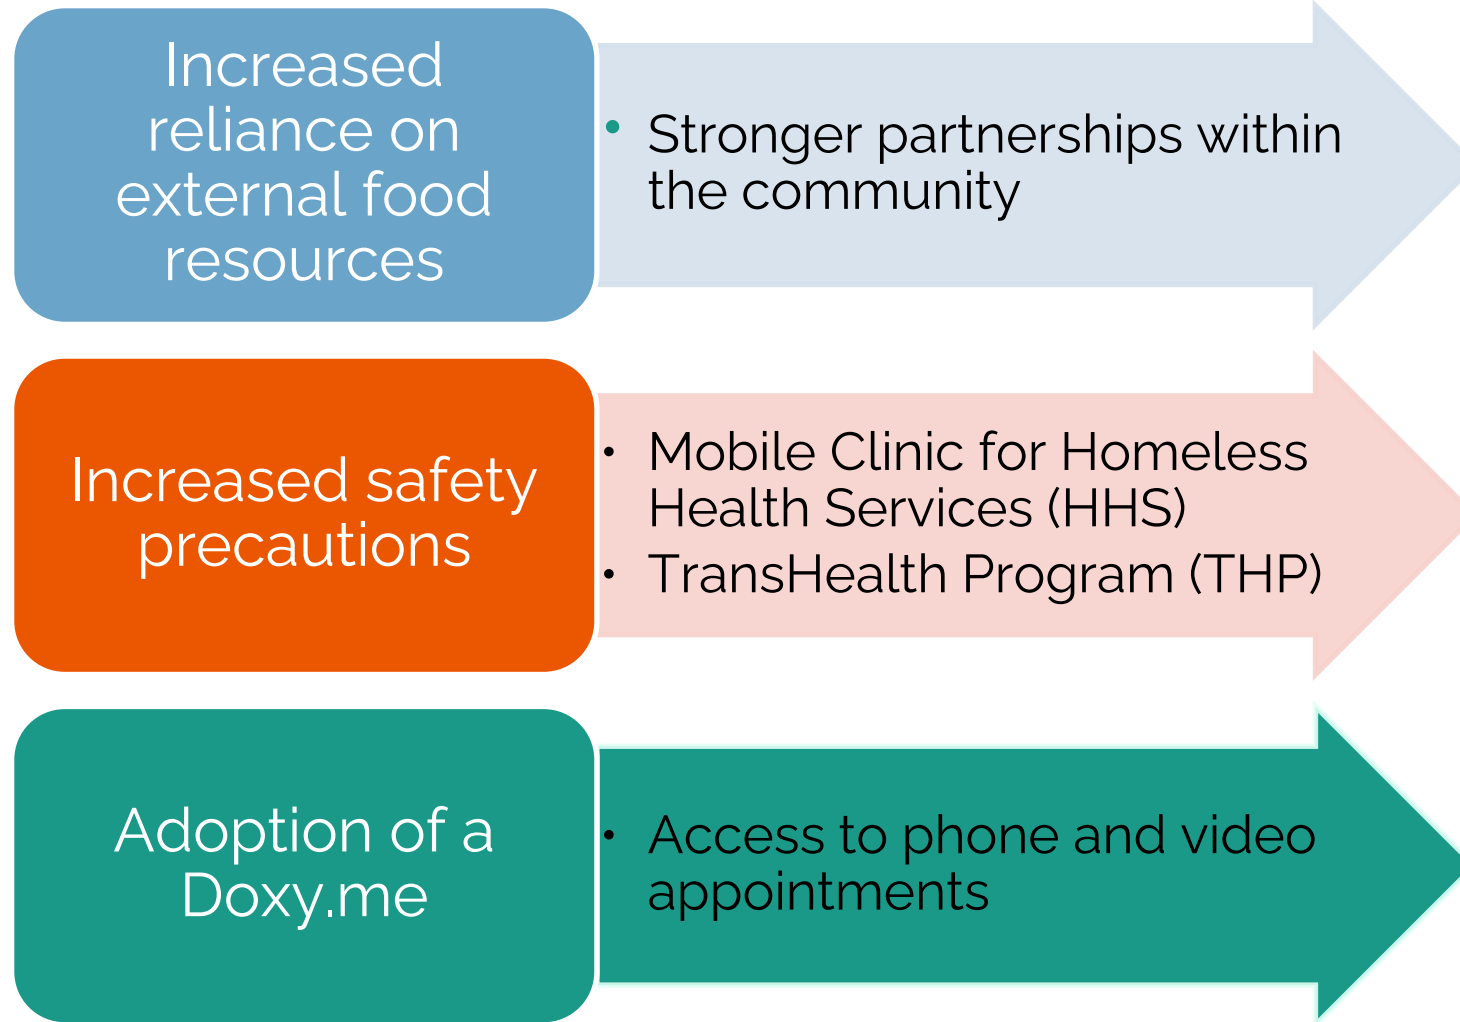 Increased
reliance on
external food
resources
• Stronger partnerships within
the community
Increased safety
precautions
• Mobile Clinic for Homeless
Health Services (HHS)
• TransHealth Program (THP)
Adoption of a
Doxy.me
• Access to phone and video
appointments